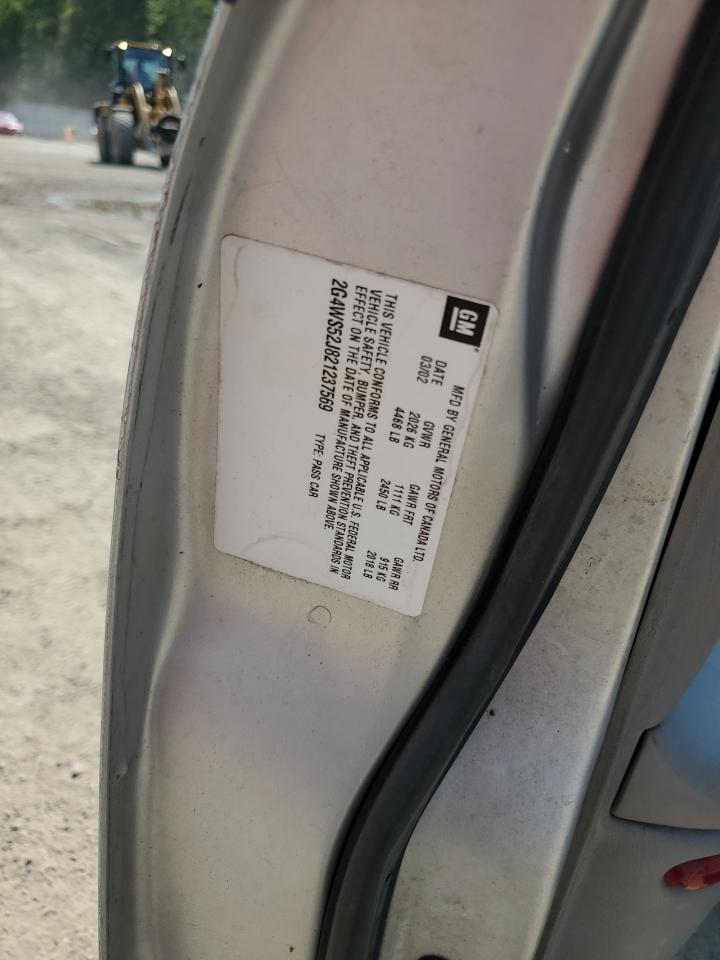 GM
MFD BY GENERAL MOTORS OF CANADA LTD.
DATE GVWR GAWR FRT GAWR RR
03/02 2026 KG 1111 KG 915 KG
4468 LB 2450 LB 2018 LB
THIS VEHICLE CONFORMS TO ALL APPLICABLE U.S. FEDERAL MOTOR
VEHICLE SAFETY, BUMPER, AND THEFT PREVENTION STANDARDS IN
EFFECT ON THE DATE OF MANUFACTURE SHOWN ABOVE.
2G4WS52J821237569 TYPE: PASS CAR